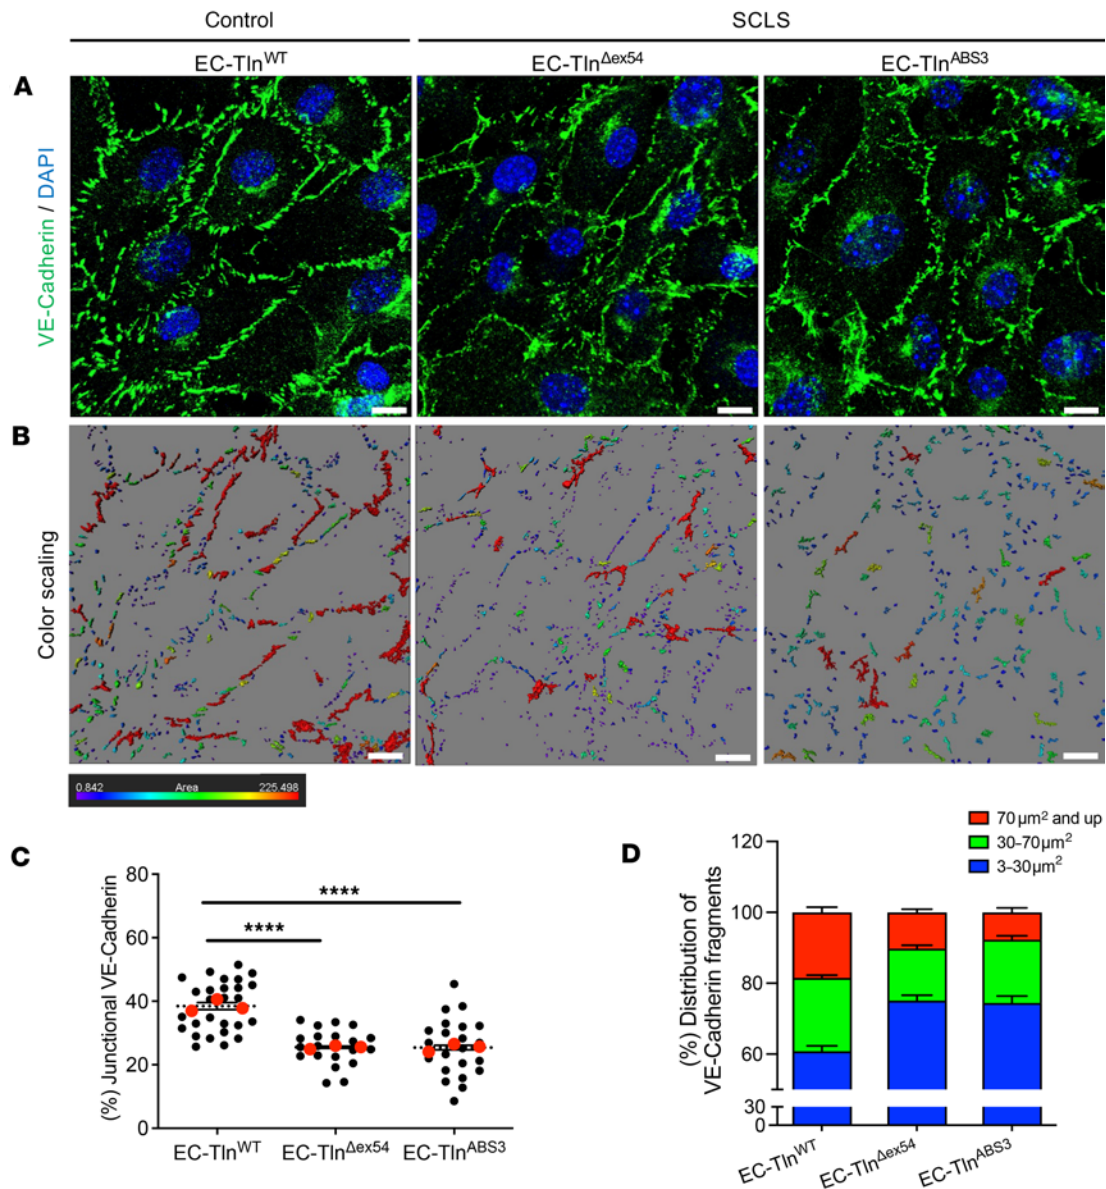 Control
SCLS
EC-Tln^WT
EC-Tln^Δex54
EC-Tln^ABS3
A
VE-Cadherin / DAPI
B
Color scaling
0.842 Area 225.498
C
(%) Junctional VE-Cadherin
80
60
40
20
0
****
****
EC-Tln^WT
EC-Tln^Δex54
EC-Tln^ABS3
D
70 µm² and up
30–70µm²
3–30µm²
(%) Distribution of
VE-Cadherin fragments
120
100
80
60
30
0
EC-Tln^WT
EC-Tln^Δex54
EC-Tln^ABS3